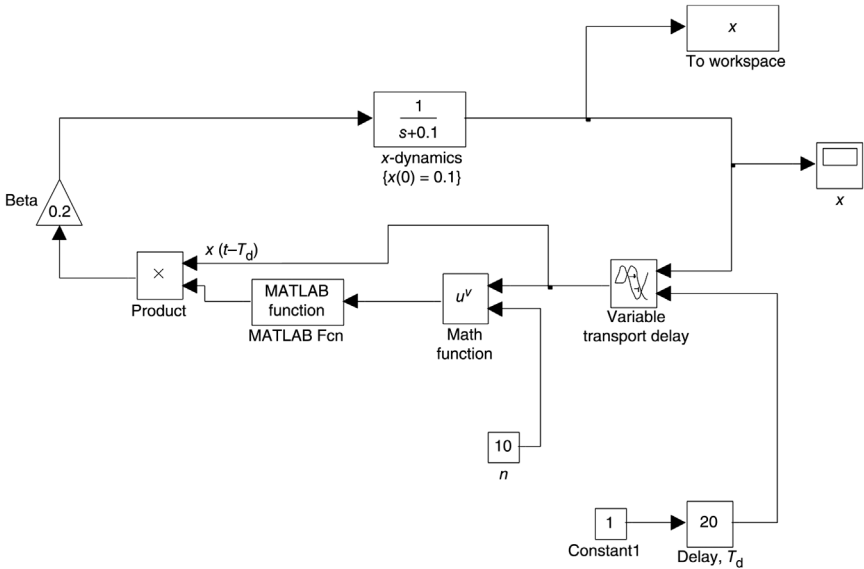 x
To workspace
1
s+0.1
x-dynamics
{x(0) = 0.1}
x
Beta
0.2
x (t–Td)
×
Product
MATLAB
function
MATLAB Fcn
uv
Math
function
Variable
transport delay
10
n
1
Constant1
20
Delay, Td